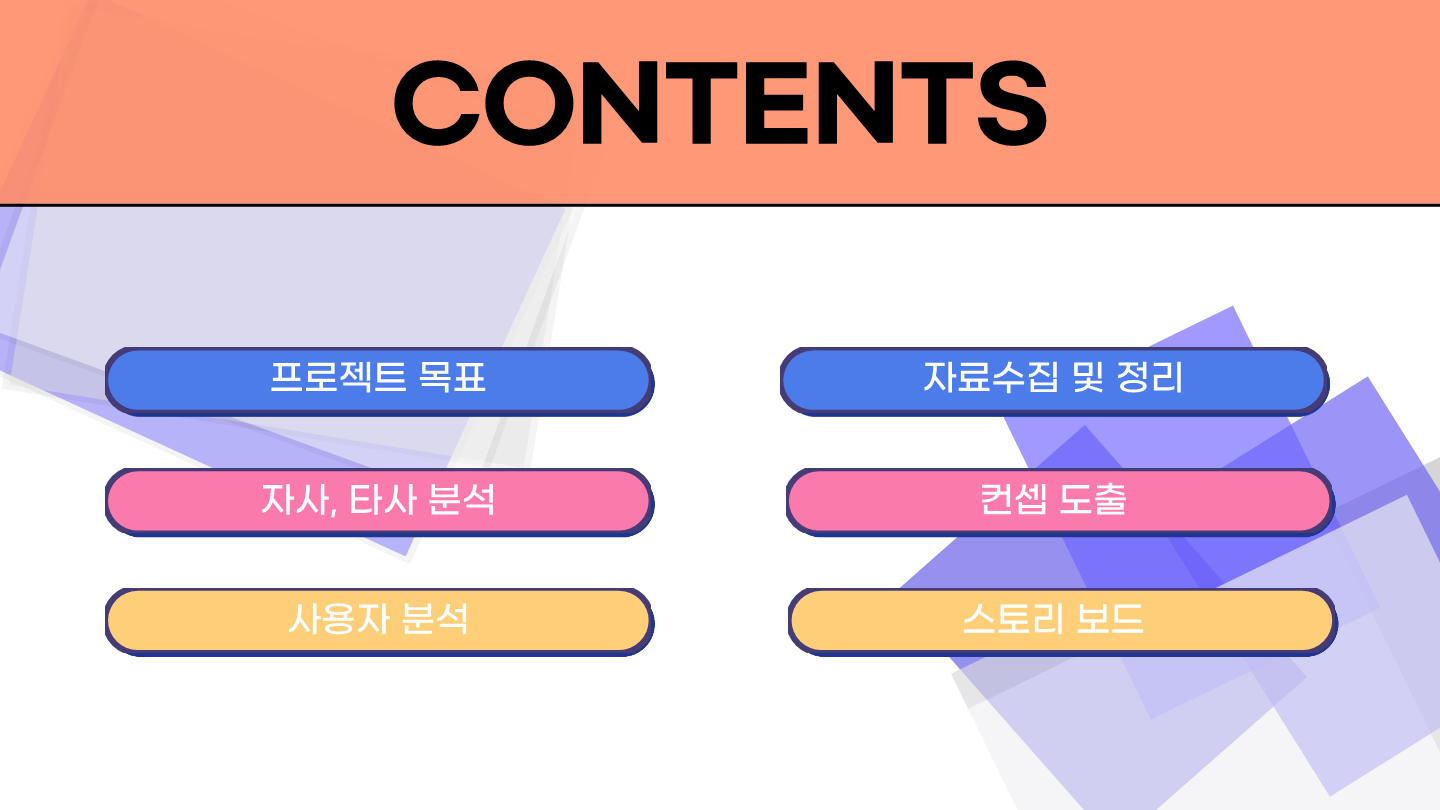 CONTENTS
프로젝트 목표
자사, 타사 분석
사용자 분석
자료수집 및 정리
컨셉 도출
스토리 보드